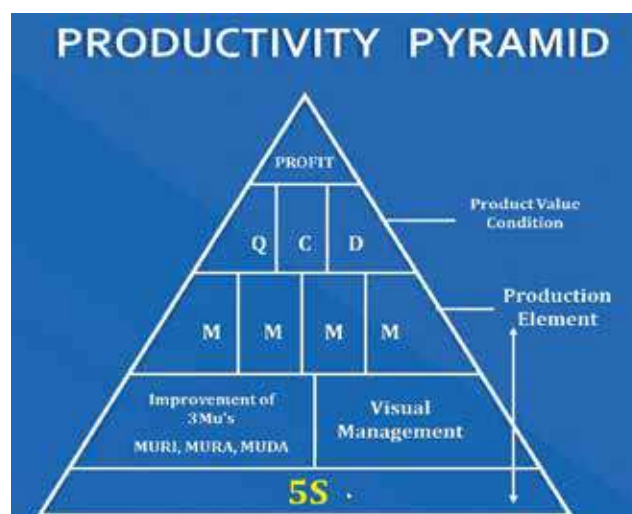 PRODUCTIVITY PYRAMID
PROFIT
Q C D
Product Value
Condition
M M M M
Production
Element
Improvement of
3Mu's
MURI, MURA, MUDA
Visual
Management
5S